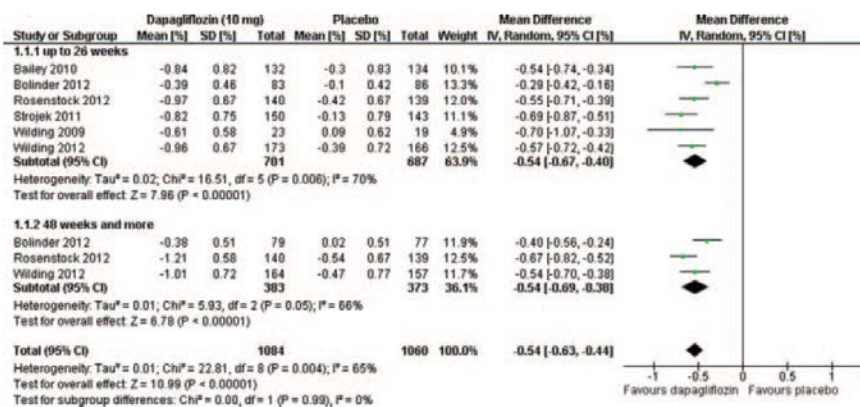 Dapagliflozin (10 mg) Placebo Mean Difference Mean Difference
Study or Subgroup Mean [%] SD [%] Total Mean [%] SD [%] Total Weight IV, Random, 95% CI [%] IV, Random, 95% CI [%]
1.1.1 up to 26 weeks
Bailey 2010 -0.84 0.82 132 -0.3 0.83 134 10.1% -0.54 [-0.74, -0.34]
Bolinder 2012 -0.39 0.46 83 -0.1 0.42 86 13.3% -0.29 [-0.42, -0.16]
Rosenstock 2012 -0.97 0.67 140 -0.42 0.67 139 12.0% -0.55 [-0.71, -0.39]
Strojek 2011 -0.82 0.75 150 -0.13 0.79 143 11.1% -0.69 [-0.87, -0.51]
Wilding 2009 -0.61 0.58 23 0.09 0.62 19 4.9% -0.70 [-1.07, -0.33]
Wilding 2012 -0.96 0.67 173 -0.39 0.72 166 12.5% -0.57 [-0.72, -0.42]
Subtotal (95% CI) 701 687 63.9% -0.54 [-0.67, -0.40]
Heterogeneity: Tau² = 0.02; Chi² = 16.51, df = 5 (P = 0.006); I² = 70%
Test for overall effect: Z = 7.96 (P < 0.00001)
1.1.2 48 weeks and more
Bolinder 2012 -0.38 0.51 79 0.02 0.51 77 11.9% -0.40 [-0.56, -0.24]
Rosenstock 2012 -1.21 0.58 140 -0.54 0.67 139 12.5% -0.67 [-0.82, -0.52]
Wilding 2012 -1.01 0.72 164 -0.47 0.77 157 11.7% -0.54 [-0.70, -0.38]
Subtotal (95% CI) 383 373 36.1% -0.54 [-0.69, -0.38]
Heterogeneity: Tau² = 0.01; Chi² = 5.93, df = 2 (P = 0.05); I² = 66%
Test for overall effect: Z = 6.78 (P < 0.00001)
Total (95% CI) 1084 1060 100.0% -0.54 [-0.63, -0.44]
Heterogeneity: Tau² = 0.01; Chi² = 22.81, df = 8 (P = 0.004); I² = 65%
Test for overall effect: Z = 10.99 (P < 0.00001)
Test for subgroup differences: Chi² = 0.00, df = 1 (P = 0.99), I² = 0%
-1 -0.5 0 0.5 1
Favours dapagliflozin Favours placebo